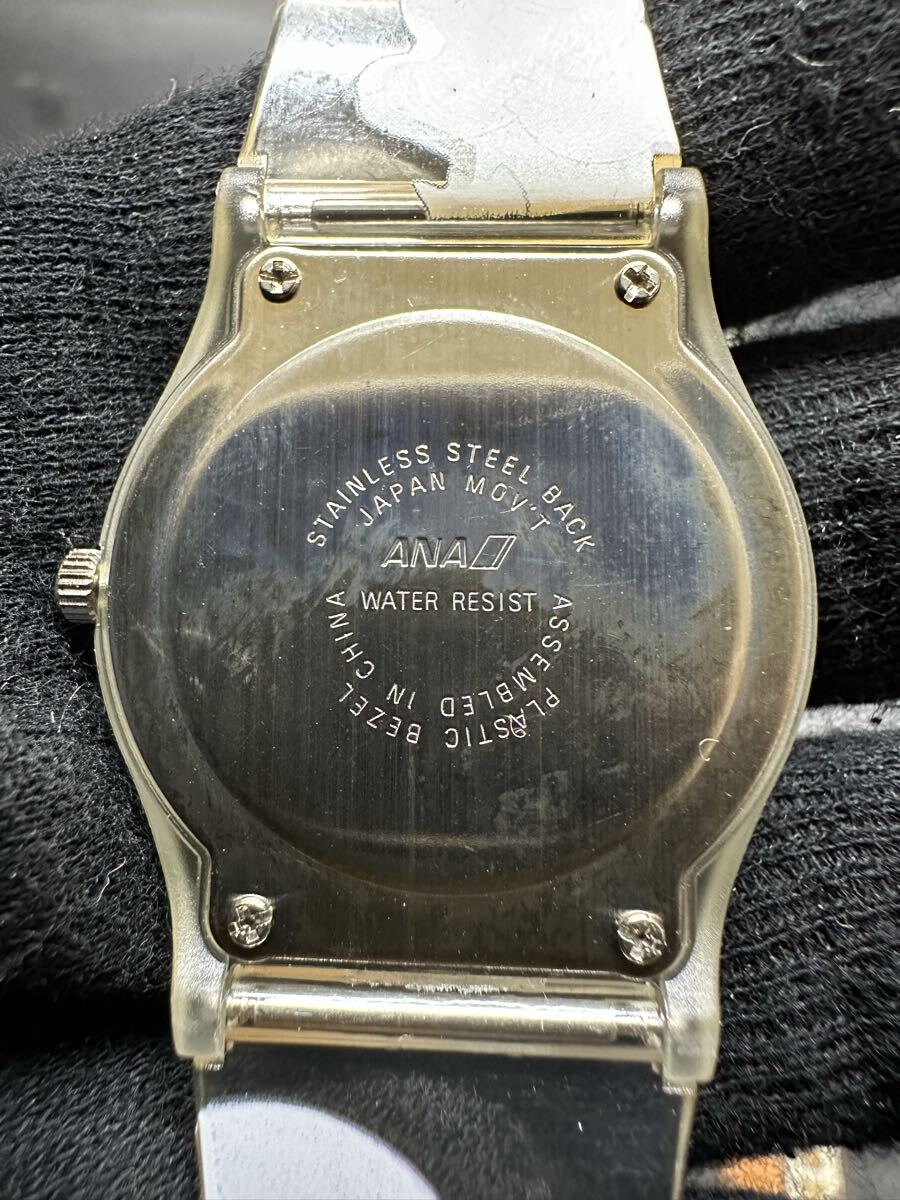 STAINLESS STEEL BACK
JAPAN MOV'T
ANA
WATER RESIST
ASSEMBLED IN CHINA
PLASTIC BEZEL